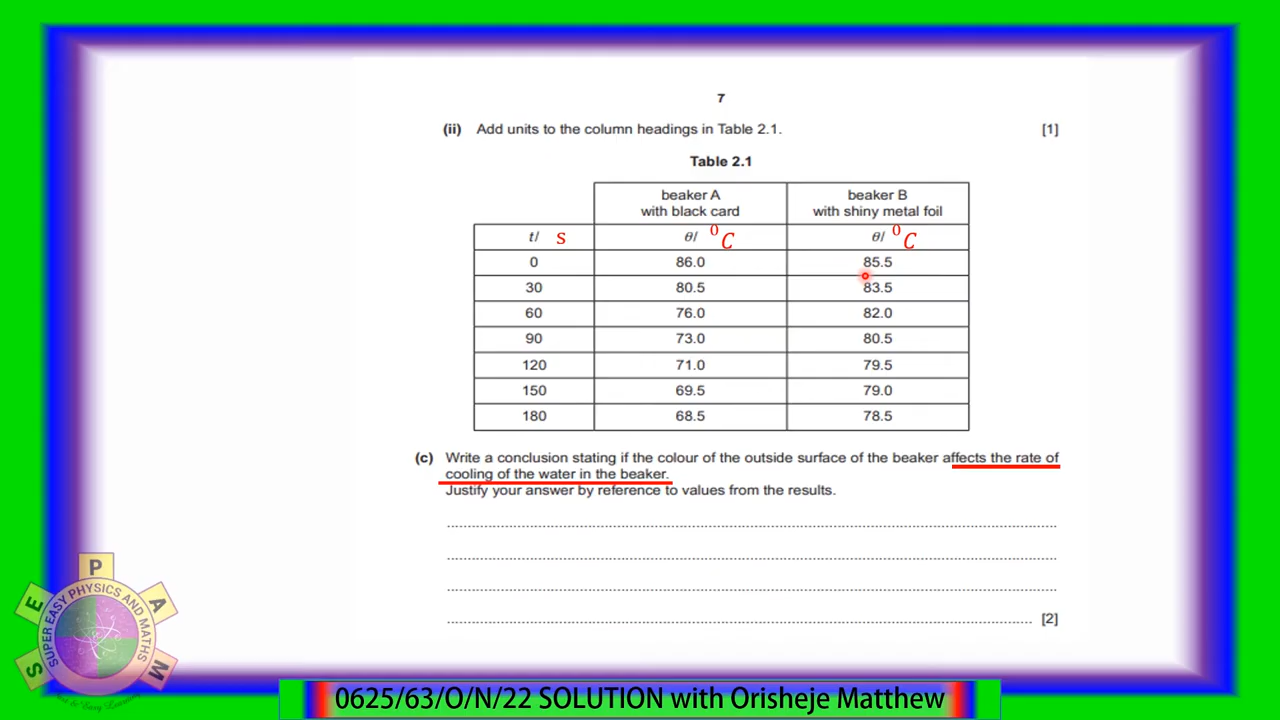 7
(ii) Add units to the column headings in Table 2.1. [1]
Table 2.1
beaker A with black card beaker B with shiny metal foil
t/ s θ/ ⁰C θ/ ⁰C
0 86.0 85.5
30 80.5 83.5
60 76.0 82.0
90 73.0 80.5
120 71.0 79.5
150 69.5 79.0
180 68.5 78.5
(c) Write a conclusion stating if the colour of the outside surface of the beaker affects the rate of
cooling of the water in the beaker.
Justify your answer by reference to values from the results.
[2]
S E P A M
SUPER EASY PHYSICS AND MATHS
0625/63/O/N/22 SOLUTION with Orisheje Matthew